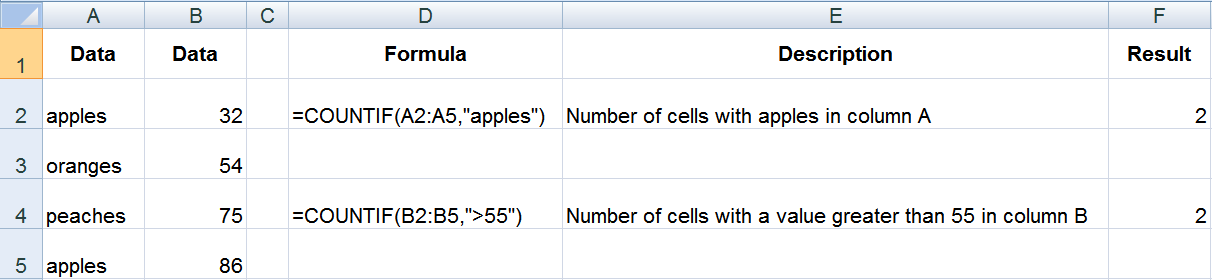 A B C D E F
1 Data Data Formula Description Result
2 apples 32 =COUNTIF(A2:A5,"apples") Number of cells with apples in column A 2
3 oranges 54
4 peaches 75 =COUNTIF(B2:B5,">55") Number of cells with a value greater than 55 in column B 2
5 apples 86